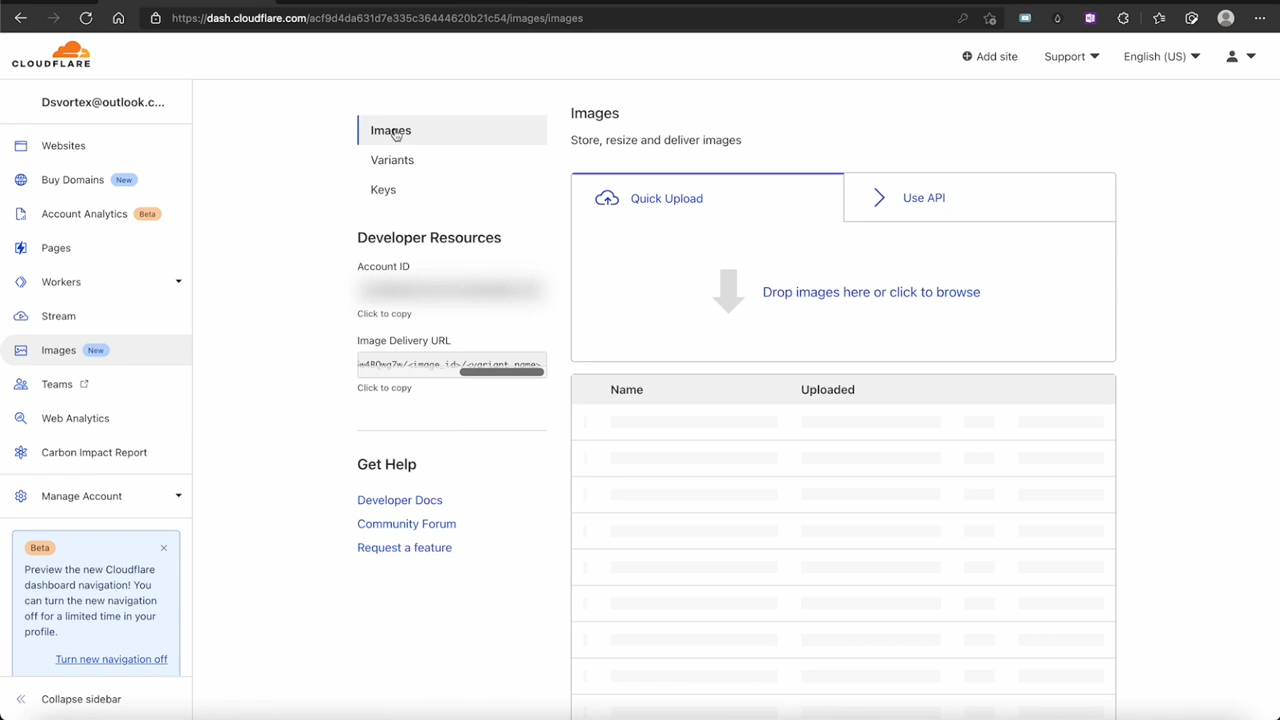 https://dash.cloudflare.com/acf9d4da631d7e335c36444620b21c54/images/images
CLOUDFLARE
Add site
Support
English (US)
Dsvortex@outlook.c...
Websites
Buy Domains New
Account Analytics Beta
Pages
Workers
Stream
Images New
Teams
Web Analytics
Carbon Impact Report
Manage Account
Beta
Preview the new Cloudflare
dashboard navigation! You
can turn the new navigation
off for a limited time in your
profile.
Turn new navigation off
Collapse sidebar
Images
Variants
Keys
Developer Resources
Account ID
Click to copy
Image Delivery URL
<image_id>/<variant_name>
Click to copy
Get Help
Developer Docs
Community Forum
Request a feature
Images
Store, resize and deliver images
Quick Upload
Use API
Drop images here or click to browse
Name Uploaded